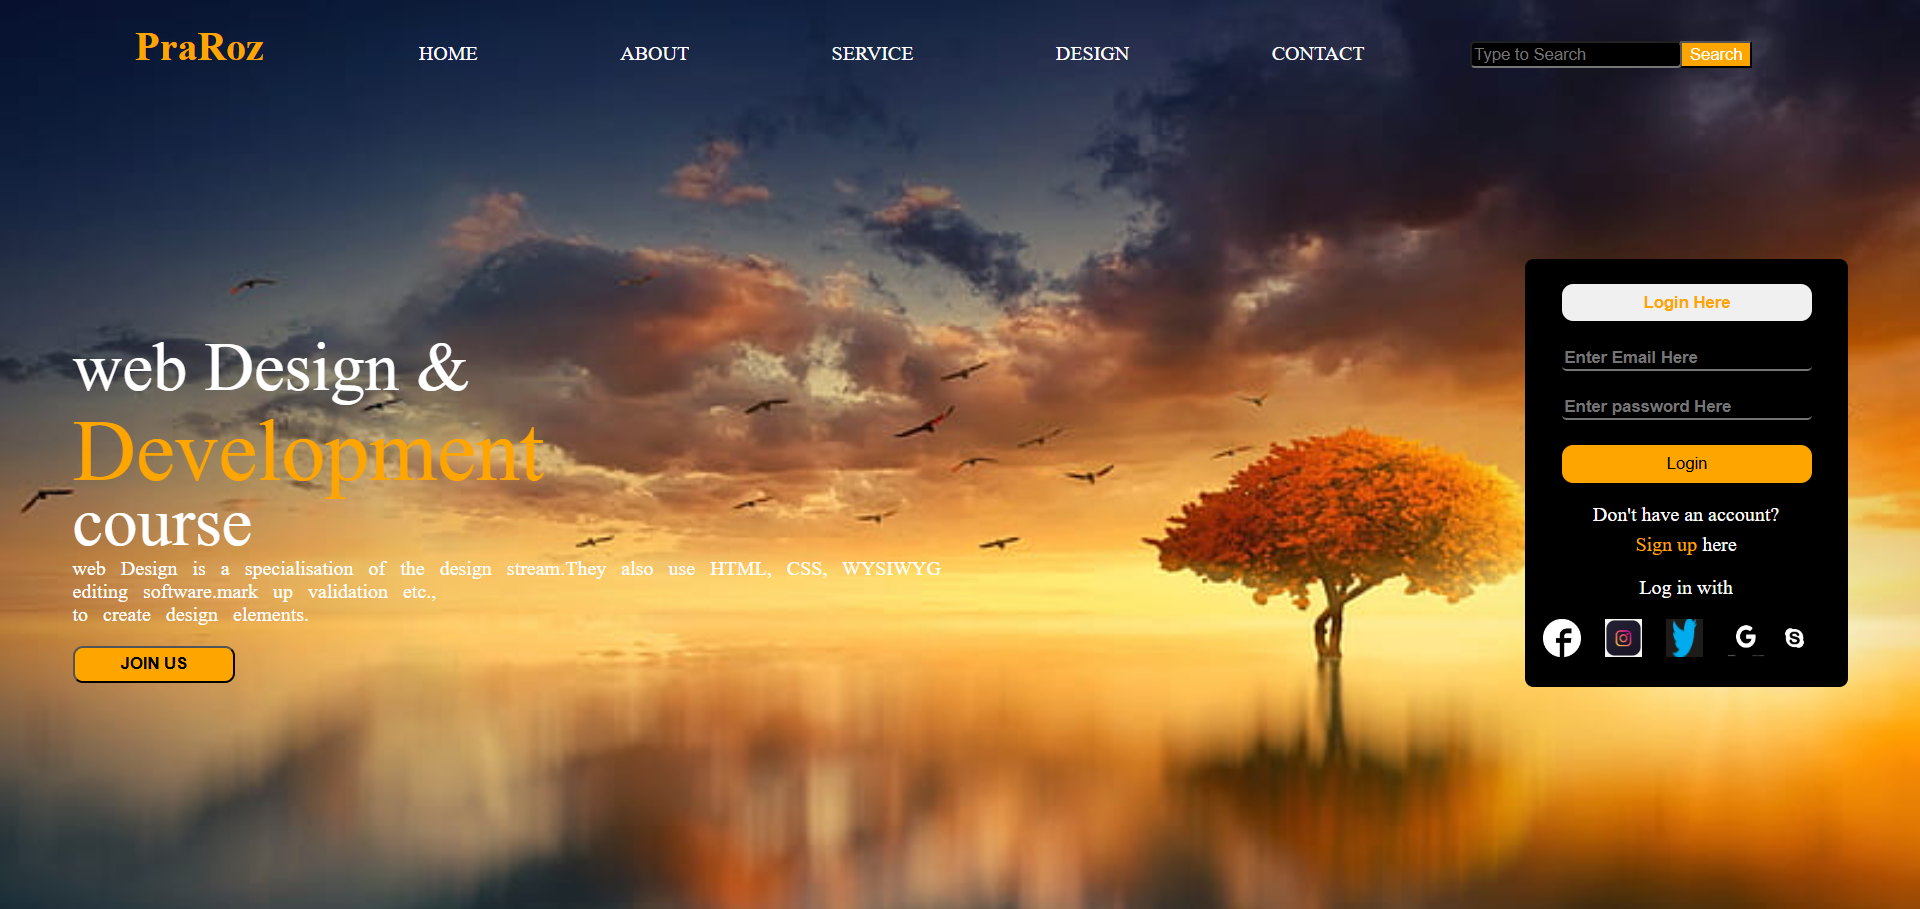 PraRoz
HOME
ABOUT
SERVICE
DESIGN
CONTACT
Type to Search
Search
web Design &
Development
course
web Design is a specialisation of the design stream.They also use HTML, CSS, WYSIWYG
editing software.mark up validation etc.,
to create design elements.
JOIN US
Login Here
Enter Email Here
Enter password Here
Login
Don't have an account?
Sign up here
Log in with